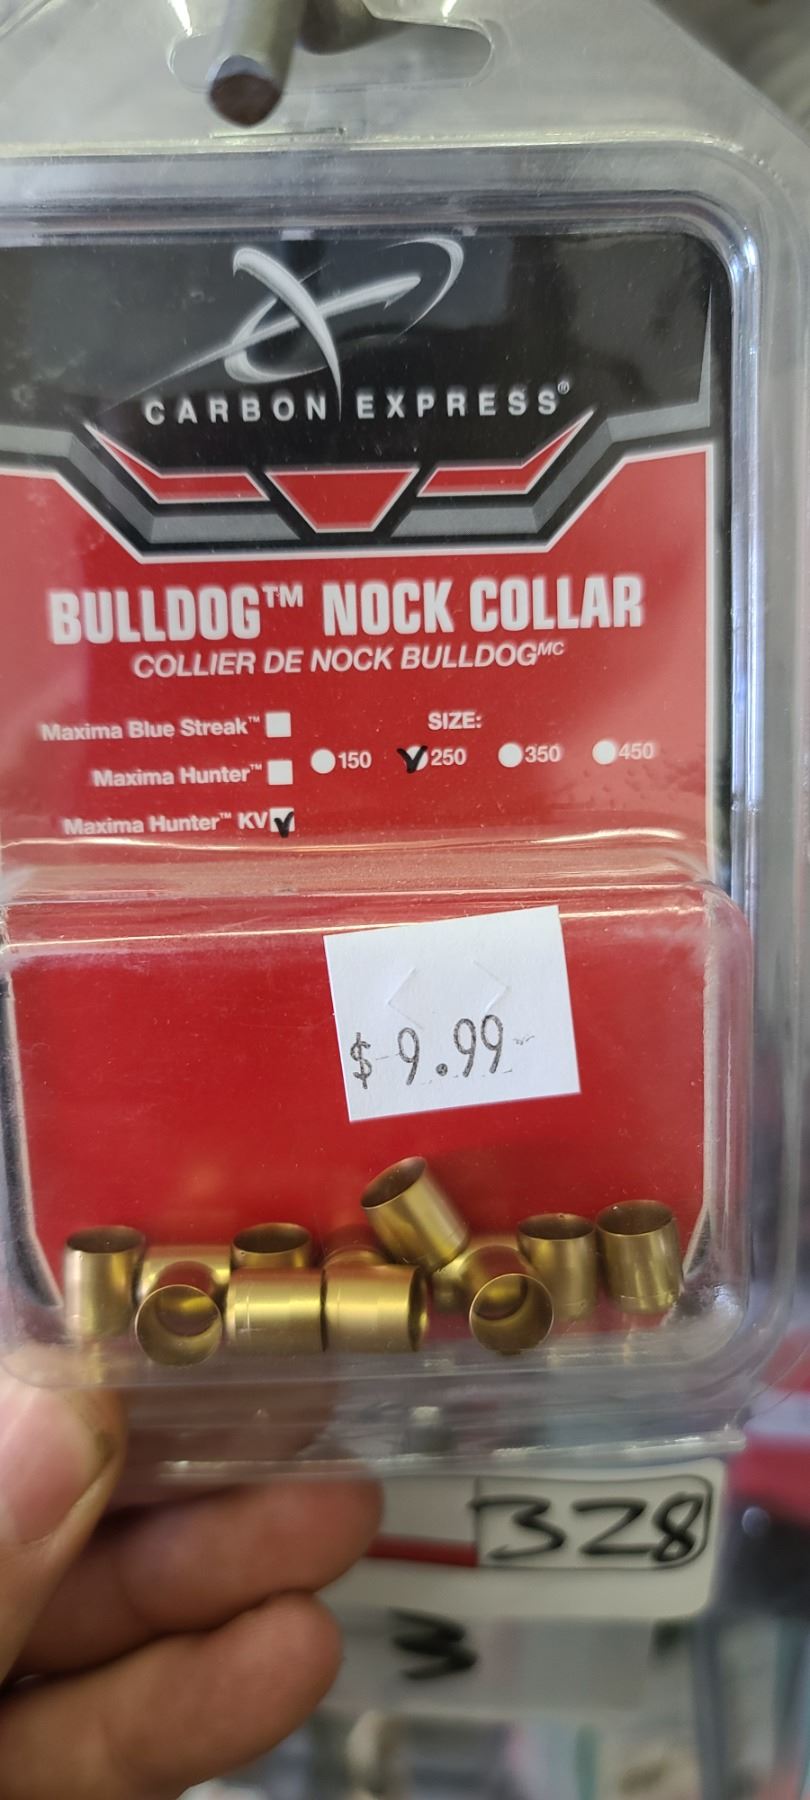 CARBON EXPRESS®
BULLDOG™ NOCK COLLAR
COLLIER DE NOCK BULLDOGMC
Maxima Blue Streak™
Maxima Hunter™
Maxima Hunter™ KV
SIZE:
150 250 350 450
$9.99
328
3